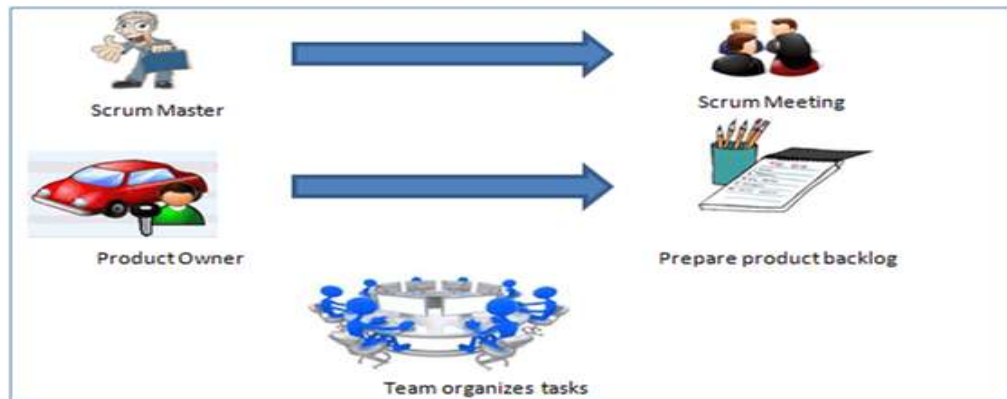 Scrum Master
Scrum Meeting
Product Owner
Prepare product backlog
Team organizes tasks